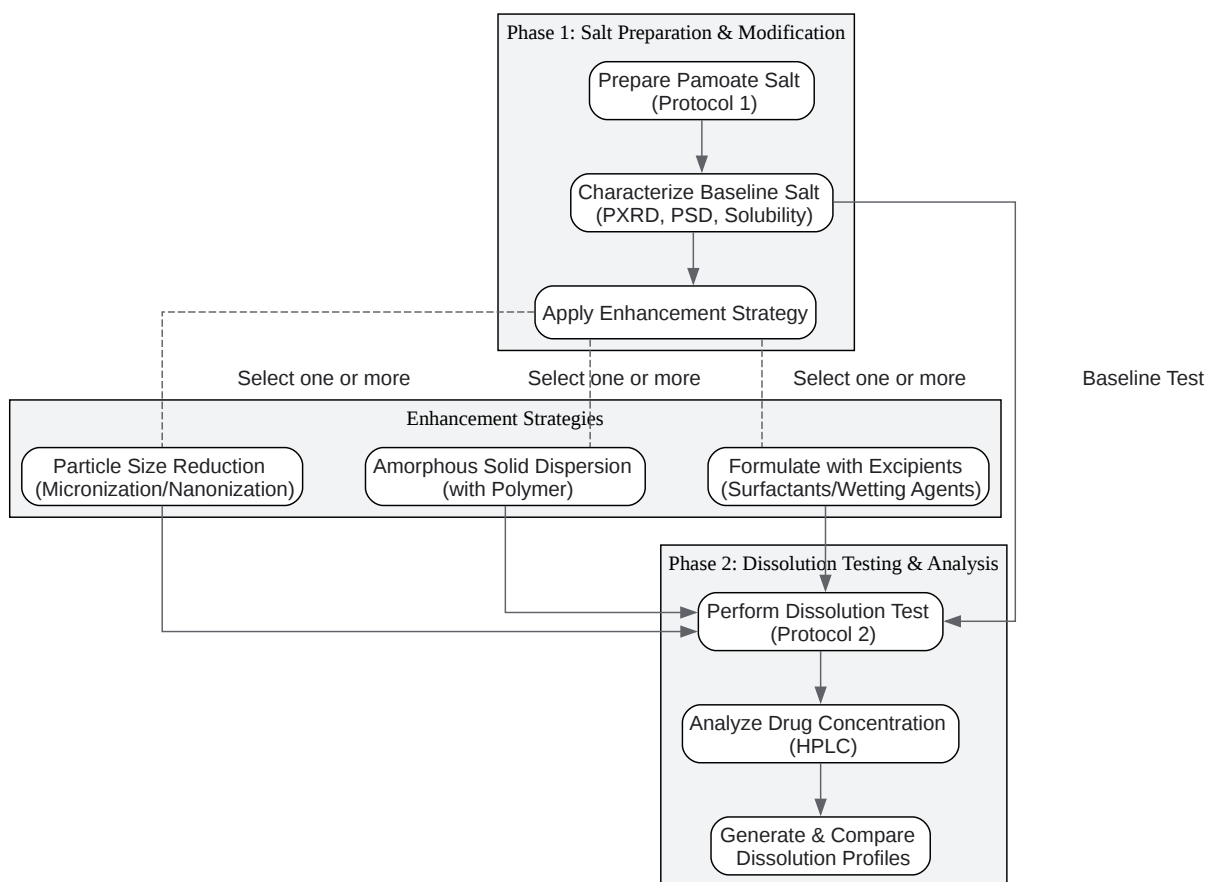 Phase 1: Salt Preparation & Modification
Prepare Pamoate Salt
(Protocol 1)
Characterize Baseline Salt
(PXRD, PSD, Solubility)
Apply Enhancement Strategy
Select one or more
Select one or more
Select one or more
Baseline Test
Enhancement Strategies
Particle Size Reduction
(Micronization/Nanonization)
Amorphous Solid Dispersion
(with Polymer)
Formulate with Excipients
(Surfactants/Wetting Agents)
Phase 2: Dissolution Testing & Analysis
Perform Dissolution Test
(Protocol 2)
Analyze Drug Concentration
(HPLC)
Generate & Compare
Dissolution Profiles